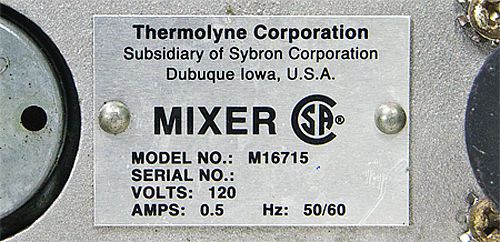 Thermolyne Corporation
Subsidiary of Sybron Corporation
Dubuque Iowa, U.S.A.
MIXER SA®
MODEL NO.: M16715
SERIAL NO.:
VOLTS: 120
AMPS: 0.5 Hz: 50/60